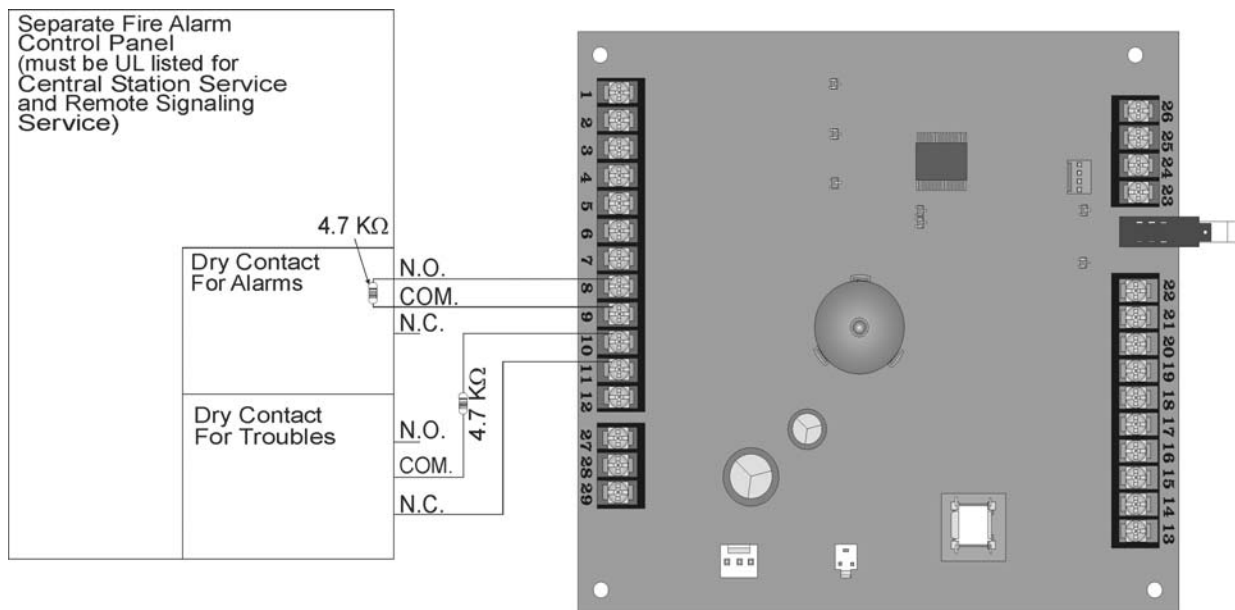 Separate Fire Alarm
Control Panel
(must be UL listed for
Central Station Service
and Remote Signaling
Service)
4.7 KΩ
Dry Contact
For Alarms
N.O.
COM.
N.C.
Dry Contact
For Troubles
N.O.
COM.
N.C.
4.7 KΩ
1
2
3
4
5
6
7
8
9
10
11
12
27
28
29
26
25
24
23
22
21
20
19
18
17
16
15
14
13